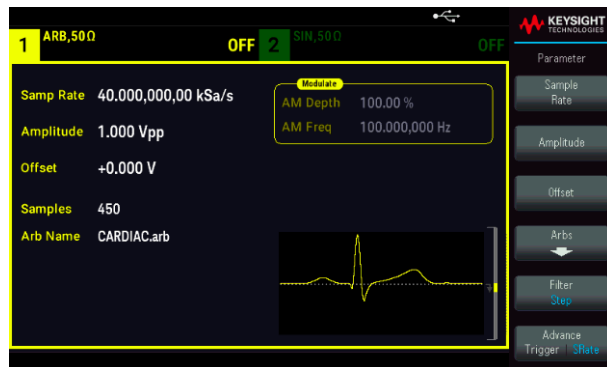 KEYSIGHT
TECHNOLOGIES
1 ARB,50Ω OFF
2 SIN,50Ω OFF
Parameter
Samp Rate 40.000,000,00 kSa/s
Amplitude 1.000 Vpp
Offset +0.000 V
Samples 450
Arb Name CARDIAC.arb
Modulate
AM Depth 100.00 %
AM Freq 100.000,000 Hz
Sample
Rate
Amplitude
Offset
Arbs
Filter
Step
Advance
Trigger SRate